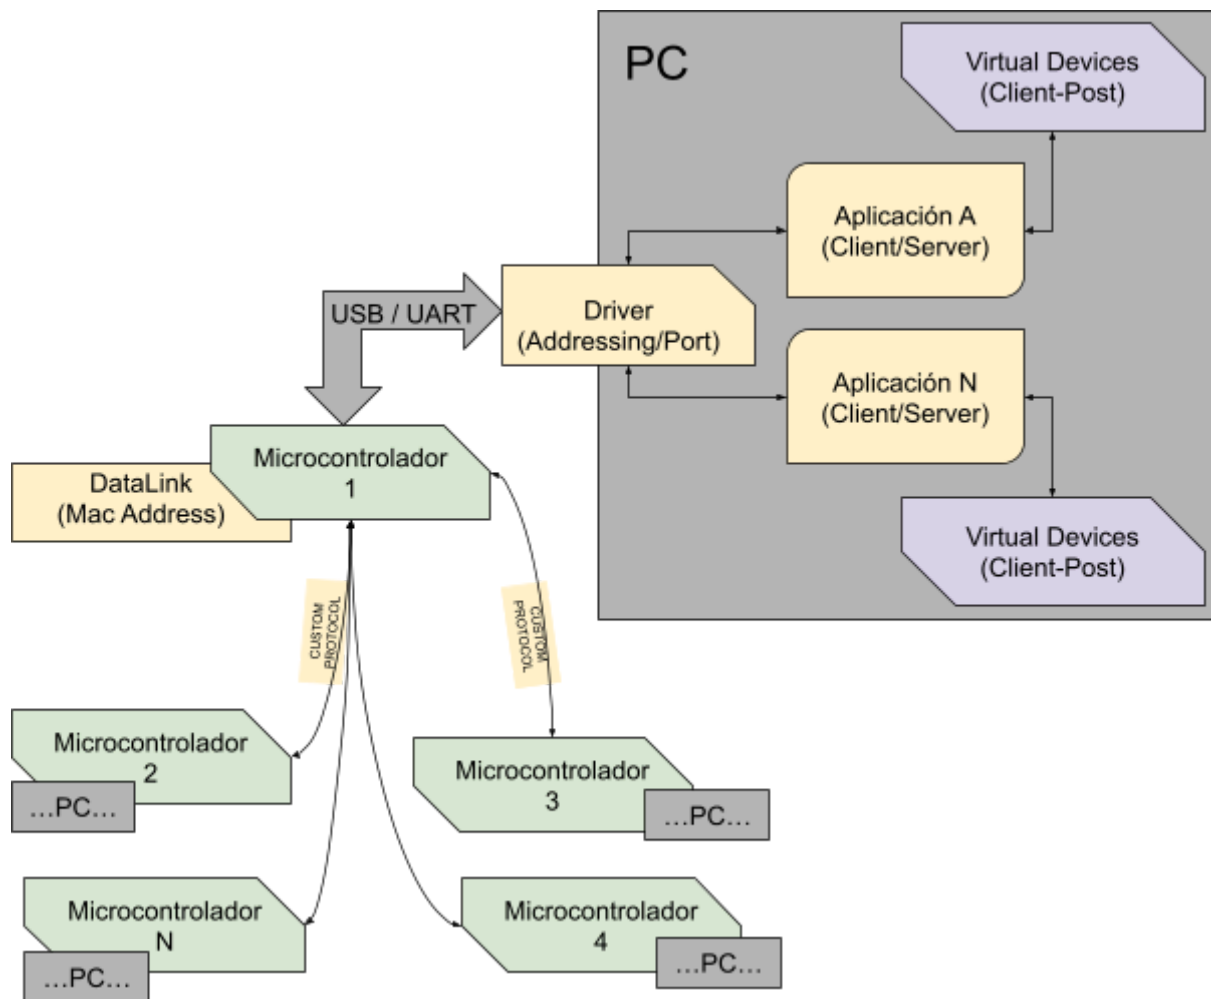 PC
Virtual Devices
(Client-Post)
Aplicación A
(Client/Server)
USB / UART
Driver
(Addressing/Port)
Aplicación N
(Client/Server)
Microcontrolador
1
DataLink
(Mac Address)
Virtual Devices
(Client-Post)
CUSTOM
PROTOCOL
CUSTOM
PROTOCOL
Microcontrolador
2
...PC...
Microcontrolador
3
...PC...
Microcontrolador
N
...PC...
Microcontrolador
4
...PC...